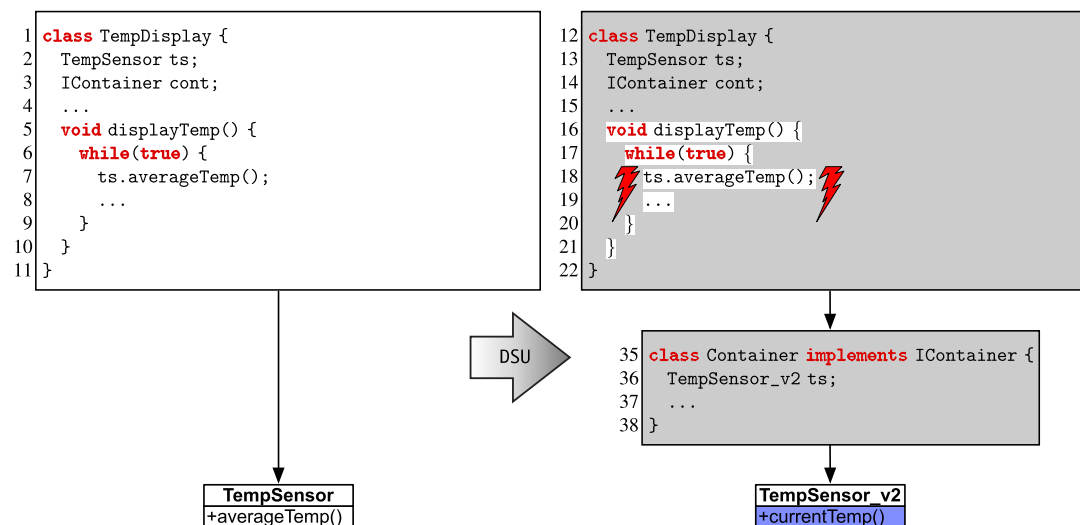 1 class TempDisplay {
2 TempSensor ts;
3 IContainer cont;
4 ...
5 void displayTemp() {
6 while(true) {
7 ts.averageTemp();
8 ...
9 }
10 }
11 }
12 class TempDisplay {
13 TempSensor ts;
14 IContainer cont;
15 ...
16 void displayTemp() {
17 while(true) {
18 ts.averageTemp();
19 ...
20 }
21 }
22 }
DSU
35 class Container implements IContainer {
36 TempSensor_v2 ts;
37 ...
38 }
TempSensor
+averageTemp()
TempSensor_v2
+currentTemp()